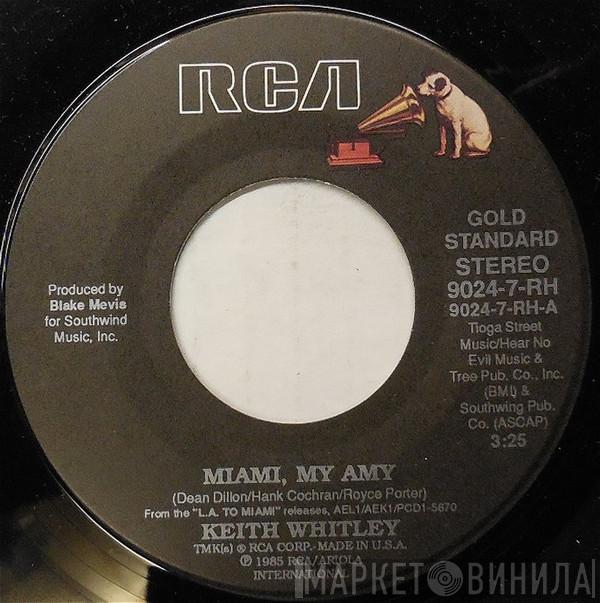 RCA
GOLD
STANDARD
STEREO
9024-7-RH
9024-7-RH-A
Tioga Street
Music/Hear No
Evil Music &
Tree Pub. Co., Inc.
(BMI) &
Southwing Pub.
Co. (ASCAP)
3:25
Produced by
Blake Mevis
for Southwind
Music, Inc.
MIAMI, MY AMY
(Dean Dillon/Hank Cochran/Royce Porter)
From the "L.A. TO MIAMI" releases, AEL1/AEK1/PCD1-5870
KEITH WHITLEY
TMK(s) ® RCA CORP.- MADE IN U.S.A.
℗ 1985 RCA/ARIOLA
INTERNATIONAL
МАРКЕТ ВИНИЛА